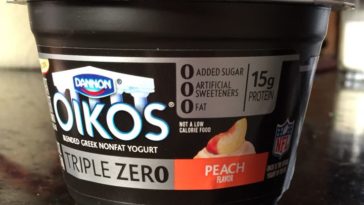 DANNON
OIKOS®
BLENDED GREEK NONFAT YOGURT
TRIPLE ZERO
0 ADDED SUGAR
0 ARTIFICIAL SWEETENERS
0 FAT
15g PROTEIN
NOT A LOW
CALORIE FOOD
PEACH
FLAVOR
NFL